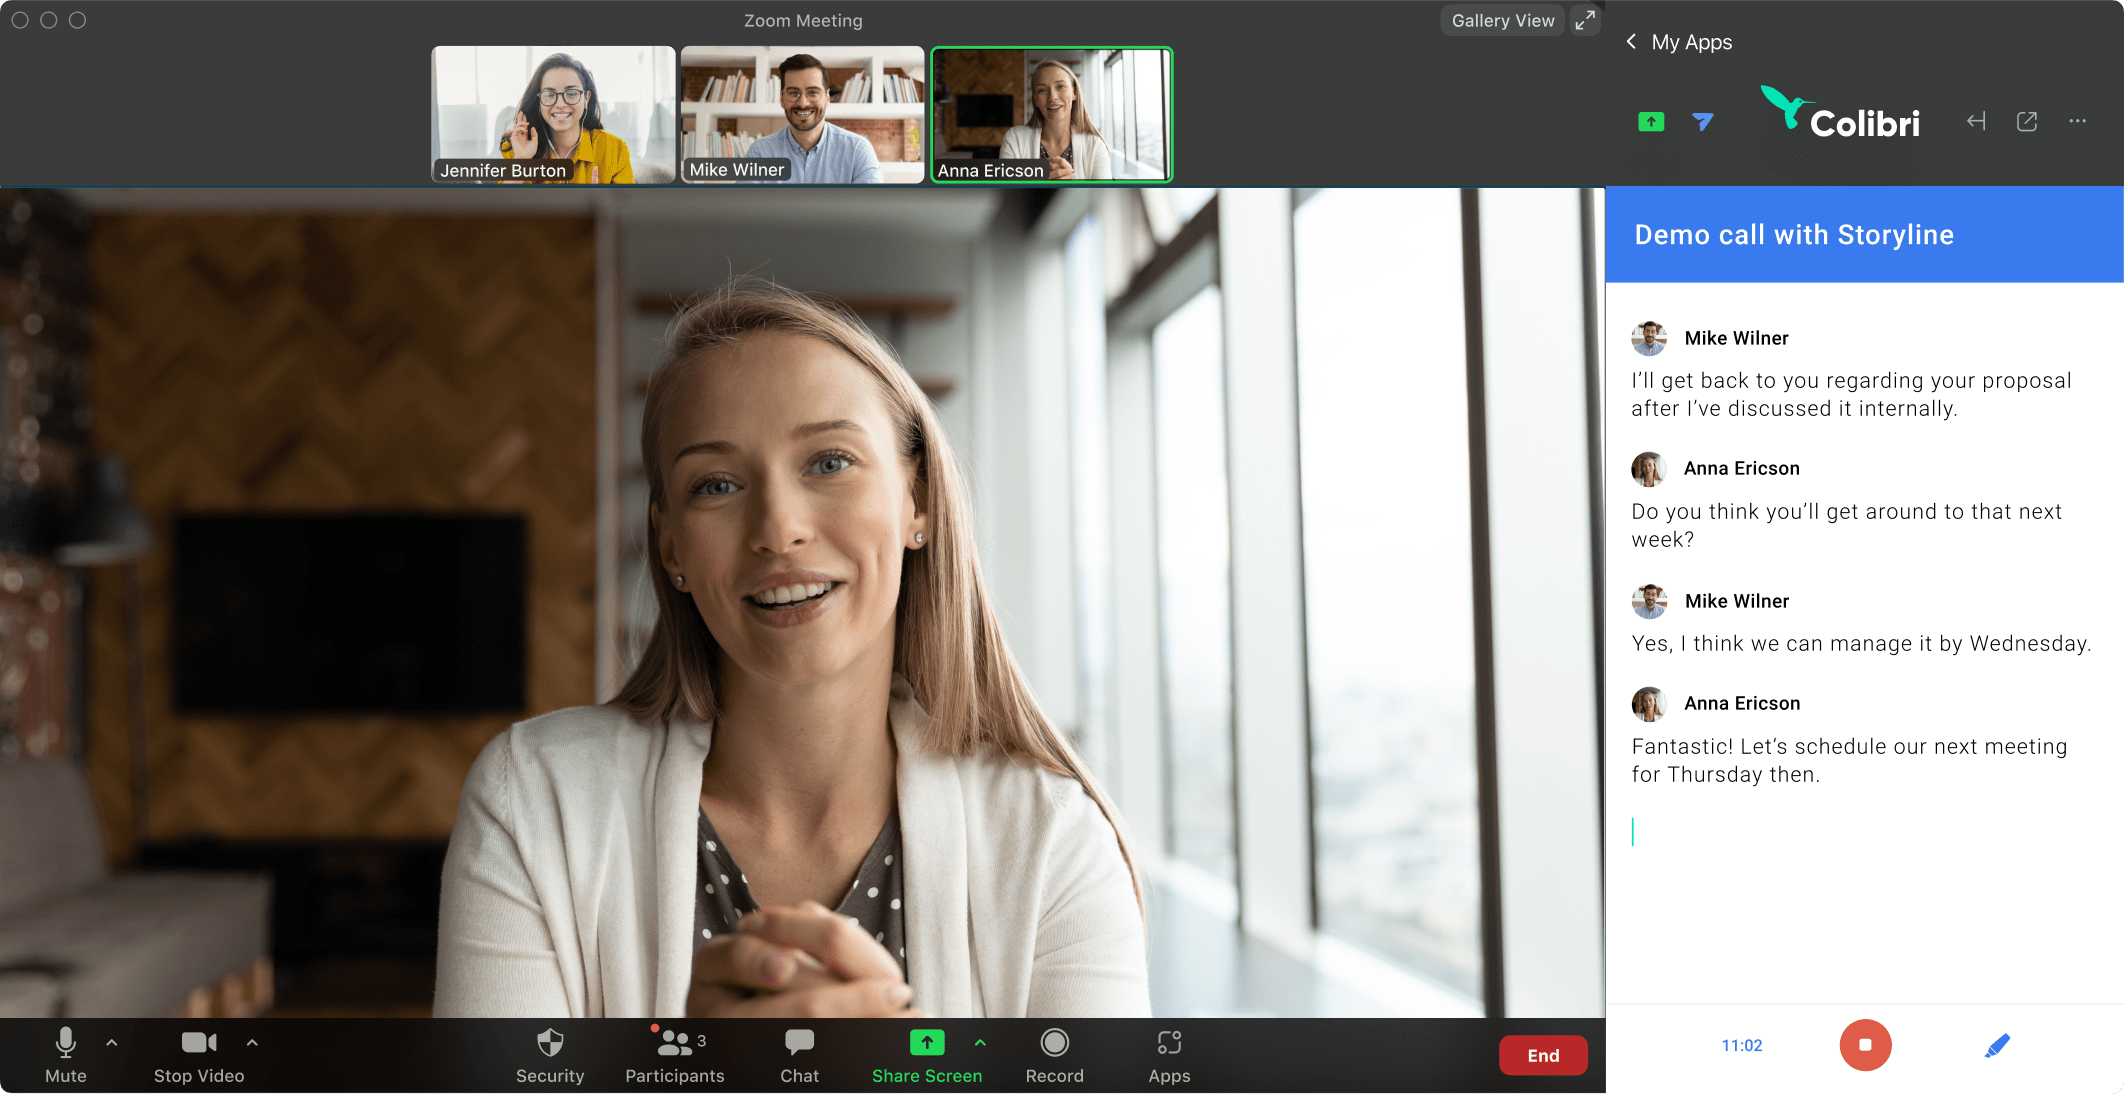 Zoom Meeting
Gallery View
Jennifer Burton
Mike Wilner
Anna Ericson
Mute
Stop Video
Security
Participants
3
Chat
Share Screen
Record
Apps
End
My Apps
Colibri
Demo call with Storyline
Mike Wilner
I’ll get back to you regarding your proposal
after I’ve discussed it internally.
Anna Ericson
Do you think you’ll get around to that next
week?
Mike Wilner
Yes, I think we can manage it by Wednesday.
Anna Ericson
Fantastic! Let’s schedule our next meeting
for Thursday then.
11:02